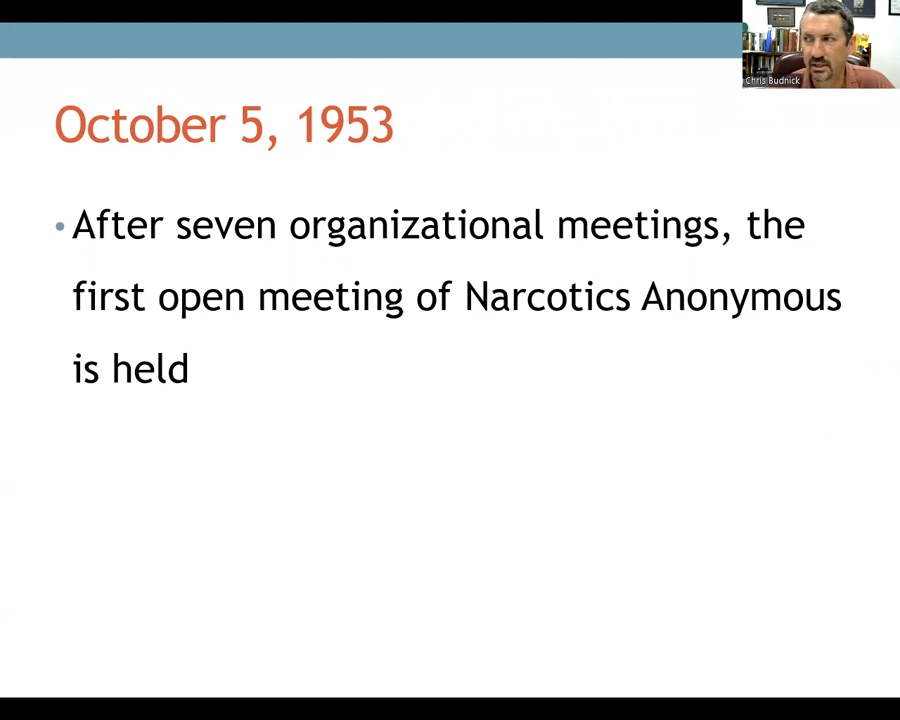 Chris Budnick
October 5, 1953
• After seven organizational meetings, the
first open meeting of Narcotics Anonymous
is held